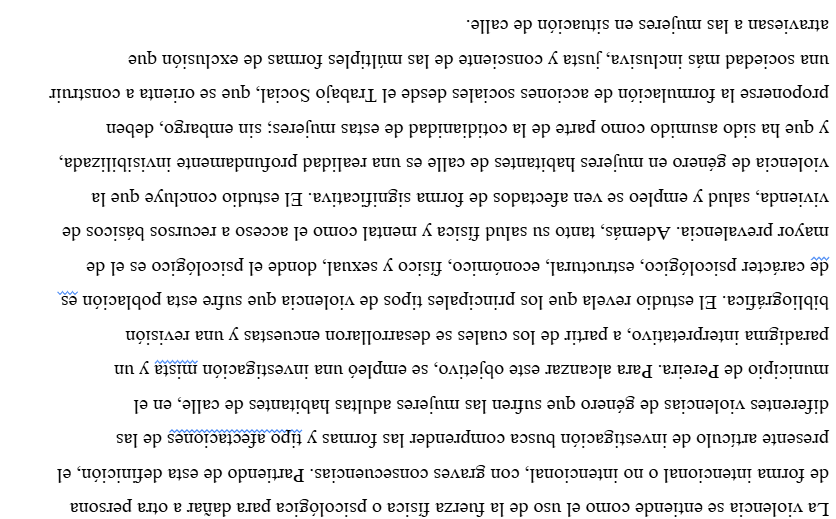 La violencia se entiende como el uso de la fuerza física o psicológica para dañar a otra persona
de forma intencional o no intencional, con graves consecuencias. Partiendo de esta definición, el
presente artículo de investigación busca comprender las formas y tipo afectaciones de las
diferentes violencias de género que sufren las mujeres adultas habitantes de calle, en el
municipio de Pereira. Para alcanzar este objetivo, se empleó una investigación mista y un
paradigma interpretativo, a partir de los cuales se desarrollaron encuestas y una revisión
bibliográfica. El estudio revela que los principales tipos de violencia que sufre esta población es
de carácter psicológico, estructural, económico, físico y sexual, donde el psicológico es el de
mayor prevalencia. Además, tanto su salud física y mental como el acceso a recursos básicos de
vivienda, salud y empleo se ven afectados de forma significativa. El estudio concluye que la
violencia de género en mujeres habitantes de calle es una realidad profundamente invisibilizada,
y que ha sido asumido como parte de la cotidianidad de estas mujeres; sin embargo, deben
proponerse la formulación de acciones sociales desde el Trabajo Social, que se orienta a construir
una sociedad más inclusiva, justa y consciente de las múltiples formas de exclusión que
atraviesan a las mujeres en situación de calle.